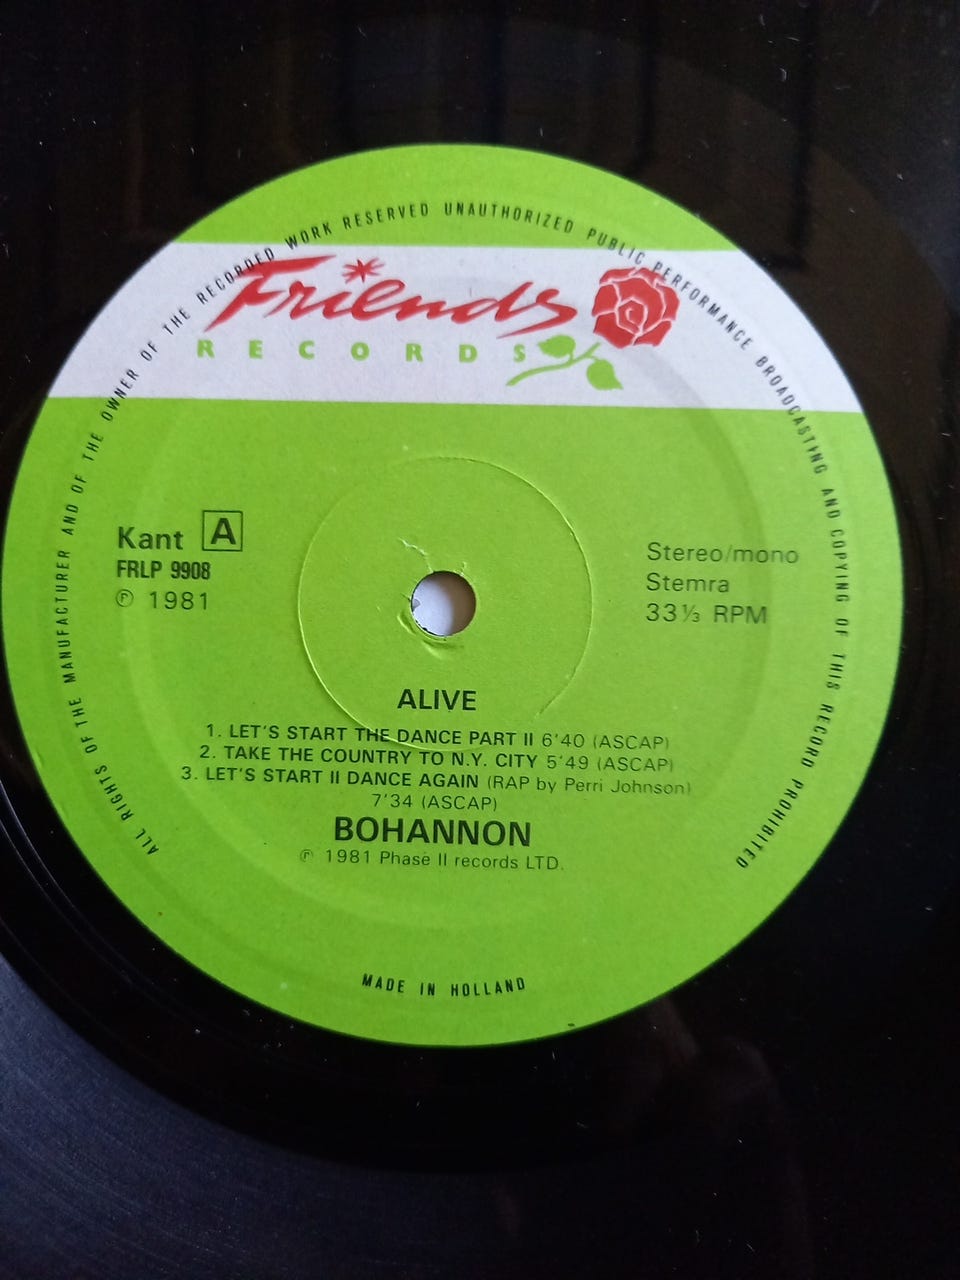 ALL RIGHTS OF THE MANUFACTURER AND OF THE OWNER OF THE RECORDED WORK RESERVED UNAUTHORIZED PUBLIC PERFORMANCE BROADCASTING AND COPYING OF THIS RECORD PROHIBITED
Friends
RECORDS
Kant A
FRLP 9908
℗ 1981
Stereo/mono
Stemra
33⅓ RPM
ALIVE
1. LET'S START THE DANCE PART II 6'40 (ASCAP)
2. TAKE THE COUNTRY TO N.Y. CITY 5'49 (ASCAP)
3. LET'S START II DANCE AGAIN (RAP by Perri Johnson)
7'34 (ASCAP)
BOHANNON
℗ 1981 Phase II records LTD.
MADE IN HOLLAND